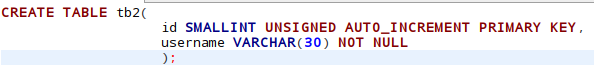 CREATE TABLE tb2(
id SMALLINT UNSIGNED AUTO_INCREMENT PRIMARY KEY,
username VARCHAR(30) NOT NULL
);